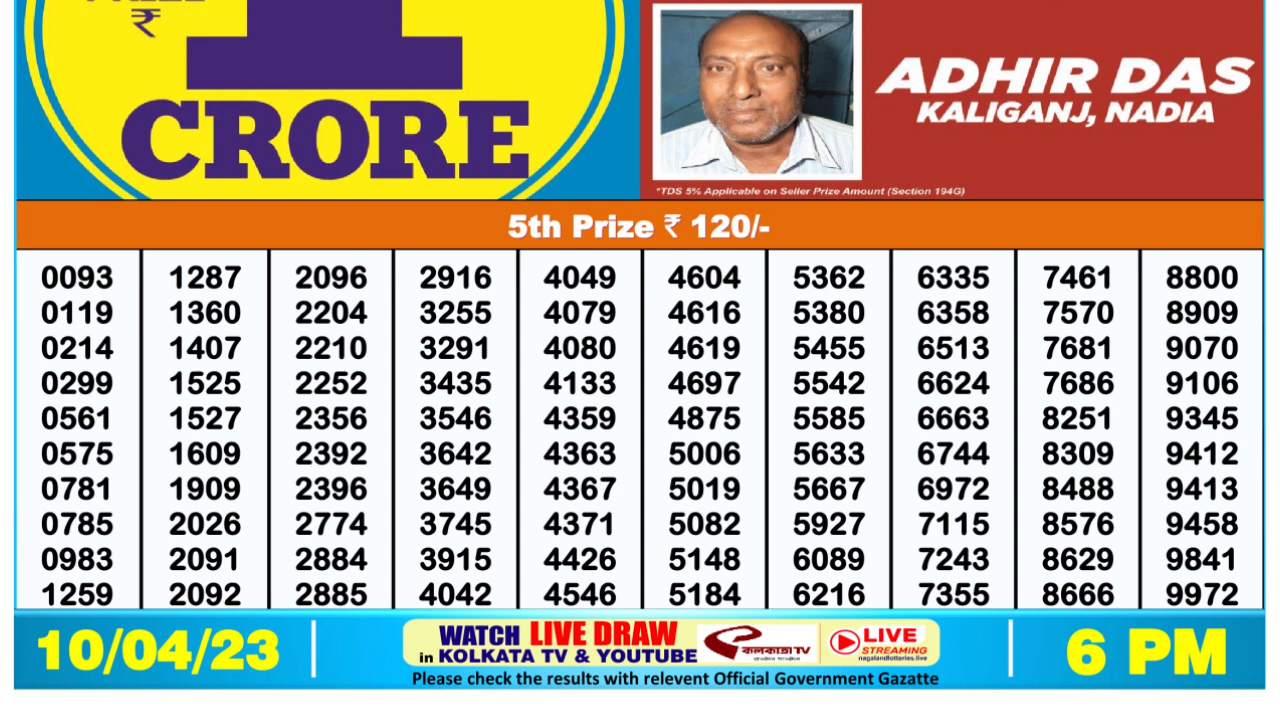 ₹
1
CRORE
ADHIR DAS
KALIGANJ, NADIA
*TDS 5% Applicable on Seller Prize Amount (Section 194G)
5th Prize ₹ 120/-
0093 1287 2096 2916 4049 4604 5362 6335 7461 8800
0119 1360 2204 3255 4079 4616 5380 6358 7570 8909
0214 1407 2210 3291 4080 4619 5455 6513 7681 9070
0299 1525 2252 3435 4133 4697 5542 6624 7686 9106
0561 1527 2356 3546 4359 4875 5585 6663 8251 9345
0575 1609 2392 3642 4363 5006 5633 6744 8309 9412
0781 1909 2396 3649 4367 5019 5667 6972 8488 9413
0785 2026 2774 3745 4371 5082 5927 7115 8576 9458
0983 2091 2884 3915 4426 5148 6089 7243 8629 9841
1259 2092 2885 4042 4546 5184 6216 7355 8666 9972
10/04/23
WATCH LIVE DRAW
in KOLKATA TV & YOUTUBE
কলকাতা TV
LIVE
STREAMING
nagalandlotteries.live
6 PM
Please check the results with relevent Official Government Gazatte